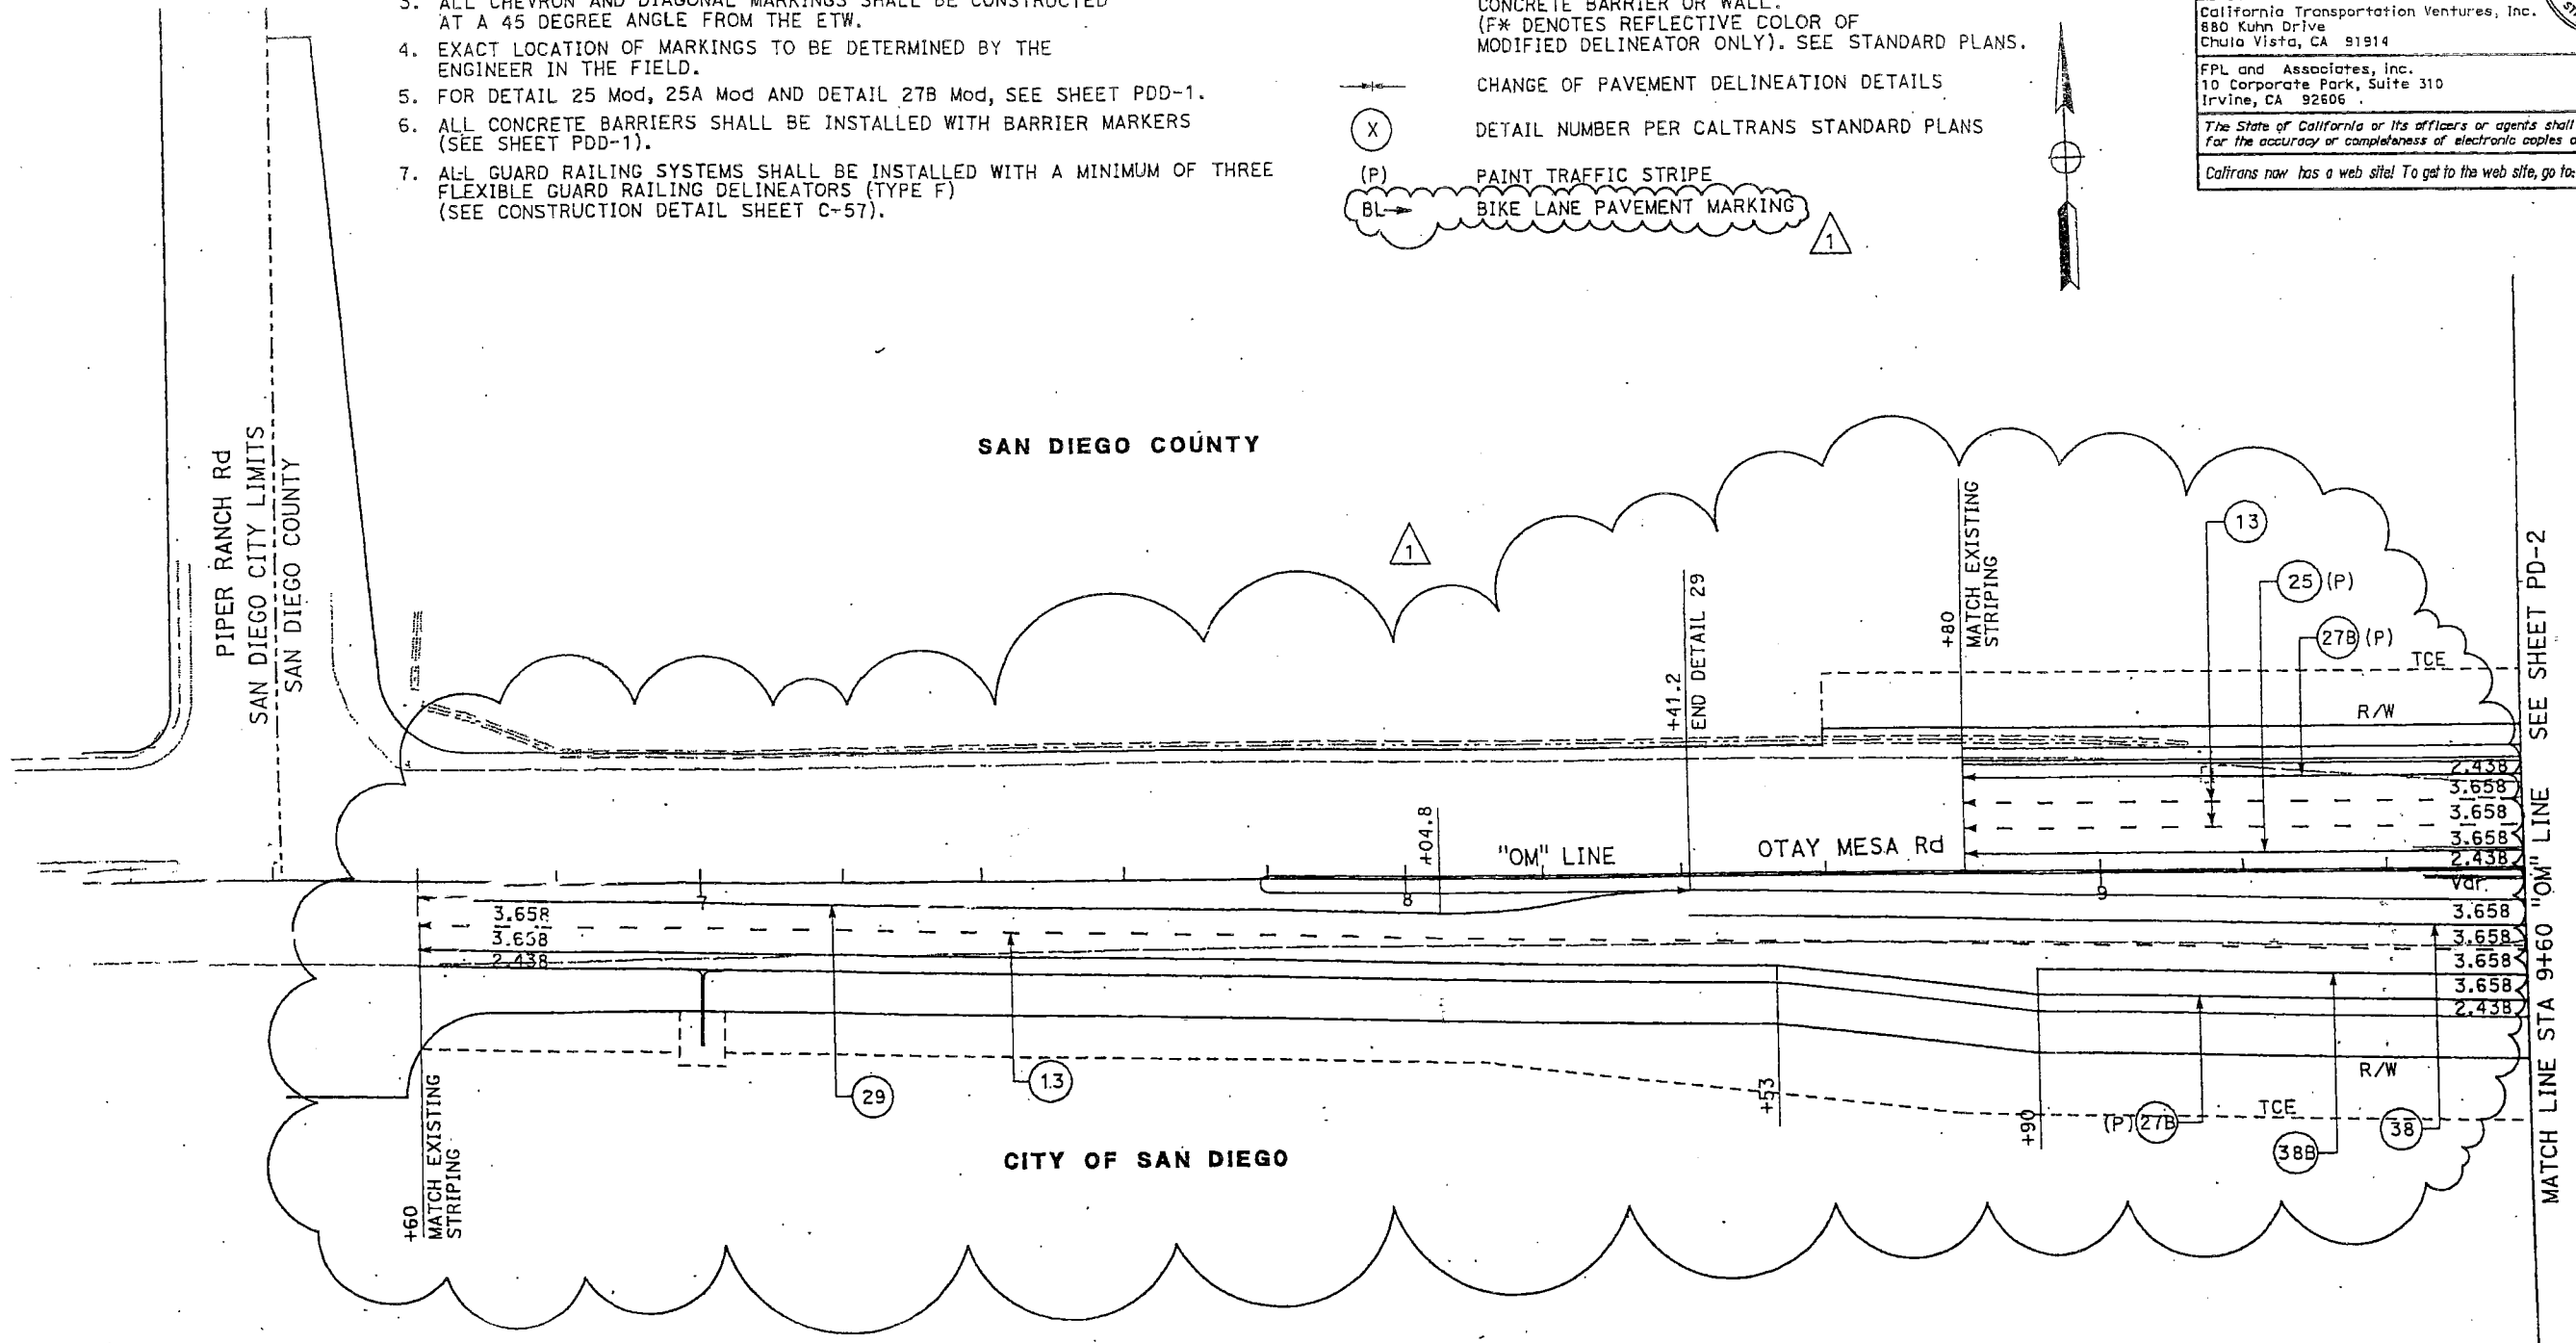 3. ALL CHEVRON AND DIAGONAL MARKINGS SHALL BE CONSTRUCTED
AT A 45 DEGREE ANGLE FROM THE ETW.
4. EXACT LOCATION OF MARKINGS TO BE DETERMINED BY THE
ENGINEER IN THE FIELD.
5. FOR DETAIL 25 Mod, 25A Mod AND DETAIL 27B Mod, SEE SHEET PDD-1.
6. ALL CONCRETE BARRIERS SHALL BE INSTALLED WITH BARRIER MARKERS
(SEE SHEET PDD-1).
7. ALL GUARD RAILING SYSTEMS SHALL BE INSTALLED WITH A MINIMUM OF THREE
FLEXIBLE GUARD RAILING DELINEATORS (TYPE F)
(SEE CONSTRUCTION DETAIL SHEET C-57).
CONCRETE BARRIER OR WALL.
(F* DENOTES REFLECTIVE COLOR OF
MODIFIED DELINEATOR ONLY). SEE STANDARD PLANS.
CHANGE OF PAVEMENT DELINEATION DETAILS
X DETAIL NUMBER PER CALTRANS STANDARD PLANS
(P) PAINT TRAFFIC STRIPE
BL BIKE LANE PAVEMENT MARKING
1
California Transportation Ventures, Inc.
880 Kuhn Drive
Chula Vista, CA 91914
FPL and Associates, inc.
10 Corporate Park, Suite 310
Irvine, CA 92606 .
The State of California or its officers or agents shall
for the accuracy or completeness of electronic copies
Caltrans now has a web site! To get to the web site, go to:
SAN DIEGO COUNTY
1
PIPER RANCH Rd
SAN DIEGO CITY LIMITS
SAN DIEGO COUNTY
+41.2
END DETAIL 29
+80
MATCH EXISTING
STRIPING
13
25 (P)
27B (P)
TCE
R/W
2.438
3.658
3.658
3.658
2.438
Var.
3.658
3.658
3.658
3.658
2.438
+04.8
"OM" LINE
OTAY MESA Rd
7
8
9
3.658
3.658
2.438
29
13
+53
+90
(P) 27B
TCE
R/W
38B
38
+60
MATCH EXISTING
STRIPING
CITY OF SAN DIEGO
MATCH LINE STA 9+60 "OM" LINE SEE SHEET PD-2